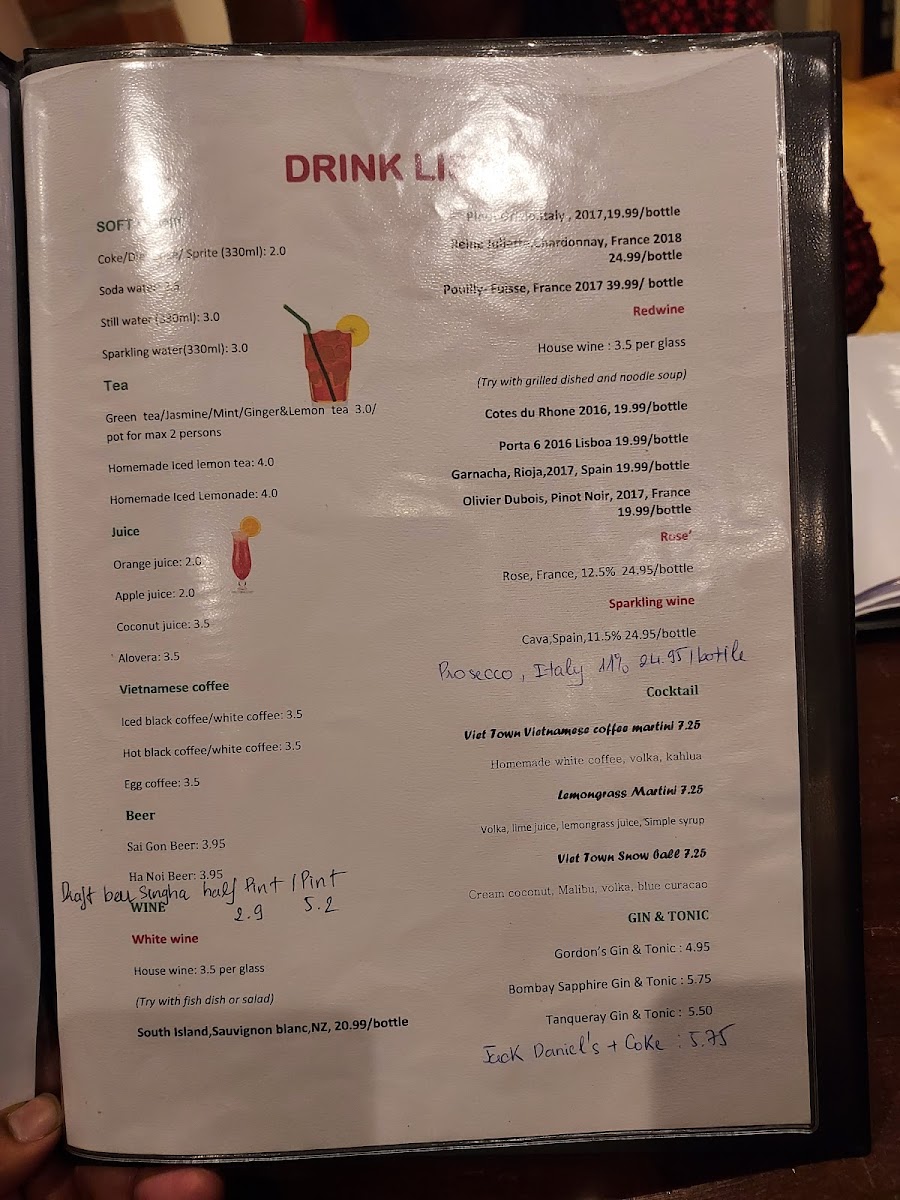 DRINK
SOFT
Coke/ Sprite (330ml): 2.0
Soda water
Still water (330ml): 3.0
Sparkling water(330ml): 3.0
Tea
Green tea/Jasmine/Mint/Ginger&Lemon tea 3.0/
pot for max 2 persons
Homemade Iced lemon tea: 4.0
Homemade Iced Lemonade: 4.0
Juice
Orange juice: 2.0
Apple juice: 2.0
Coconut juice: 3.5
Alovera: 3.5
Vietnamese coffee
Iced black coffee/white coffee: 3.5
Hot black coffee/white coffee: 3.5
Egg coffee: 3.5
Beer
Sai Gon Beer: 3.95
Ha Noi Beer: 3.95
Draft beer Singha half Pint / Pint
2.9 5.2
WINE
White wine
House wine: 3.5 per glass
(Try with fish dish or salad)
South Island,Sauvignon blanc,NZ, 20.99/bottle
Italy , 2017,19.99/bottle
Chardonnay, France 2018
24.99/bottle
Pouilly- Fuisse, France 2017 39.99/ bottle
Redwine
House wine : 3.5 per glass
(Try with grilled dished and noodle soup)
Cotes du Rhone 2016, 19.99/bottle
Porta 6 2016 Lisboa 19.99/bottle
Garnacha, Rioja,2017, Spain 19.99/bottle
Olivier Dubois, Pinot Noir, 2017, France
19.99/bottle
Rose'
Rose, France, 12.5% 24.95/bottle
Sparkling wine
Cava,Spain,11.5% 24.95/bottle
Prosecco, Italy 11% 24.95/bottle
Cocktail
Viet Town Vietnamese coffee martini 7.25
Homemade white coffee, volka, kahlua
Lemongrass Martini 7.25
Volka, lime juice, lemongrass juice, Simple syrup
Viet Town Snow ball 7.25
Cream coconut, Malibu, volka, blue curacao
GIN & TONIC
Gordon's Gin & Tonic : 4.95
Bombay Sapphire Gin & Tonic : 5.75
Tanqueray Gin & Tonic : 5.50
Jack Daniel's + Coke : 5.75